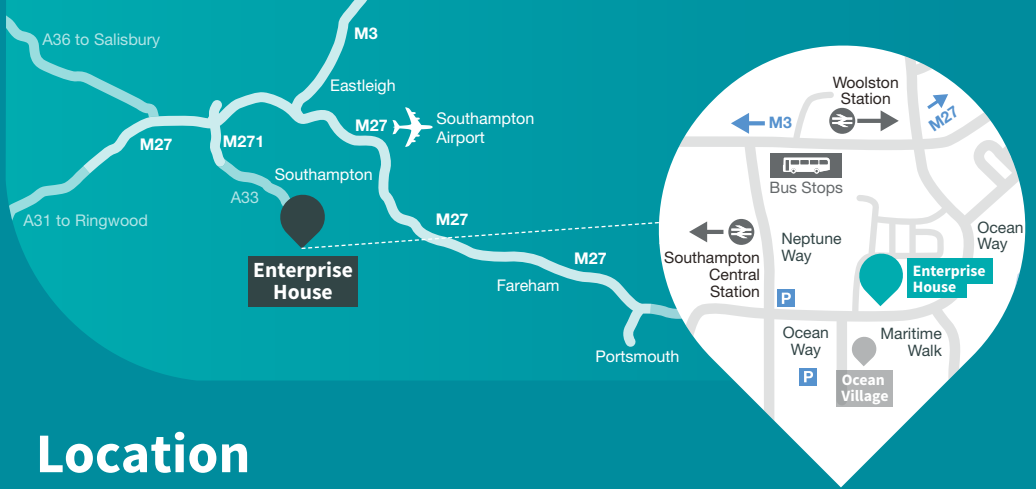 A36 to Salisbury
M3
Eastleigh
M27
Southampton
Airport
M27
M271
Southampton
A33
A31 to Ringwood
M27
Enterprise
House
M27
Fareham
Portsmouth
Woolston
Station
M3
M27
Bus Stops
Ocean
Way
Neptune
Way
Southampton
Central
Station
Enterprise
House
P
Ocean
Way
Maritime
Walk
P
Ocean
Village
Location